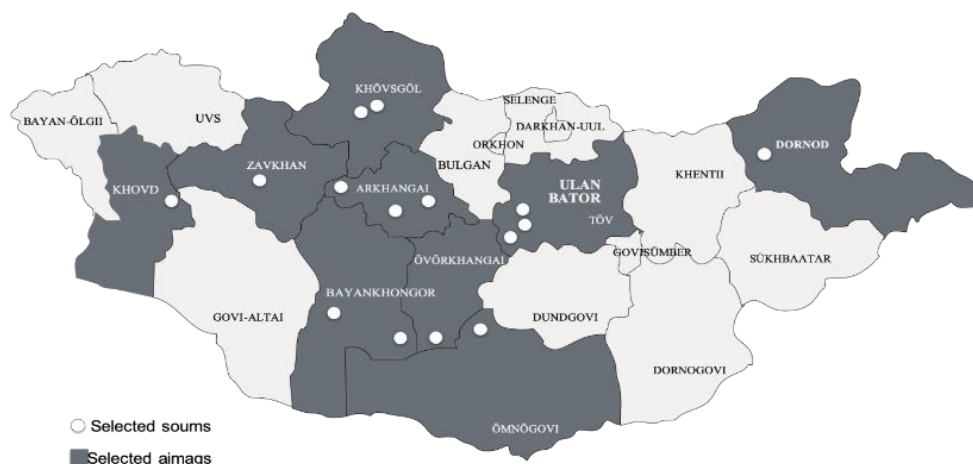 KHÖVSGÖL
SELENGE
BAYAN-ÖLGII
UVS
DARKHAN-UUL
ORKHON
BULGAN
DORNOD
ZAVKHAN
KHOVD
ARKHANGAI
ULAN
BATOR
KHENTII
TÖV
ÖVÖRKHANGAI
GOVISÜMBER
SÜKHBAATAR
BAYANKHONGOR
GOVI-ALTAI
DUNDGOVI
DORNOGOVI
ÖMNÖGOVI
Selected soums
Selected aimags